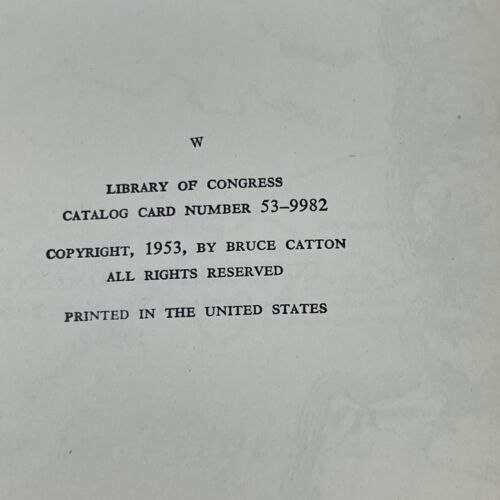 W
LIBRARY OF CONGRESS
CATALOG CARD NUMBER 53–9982
COPYRIGHT, 1953, BY BRUCE CATTON
ALL RIGHTS RESERVED
PRINTED IN THE UNITED STATES